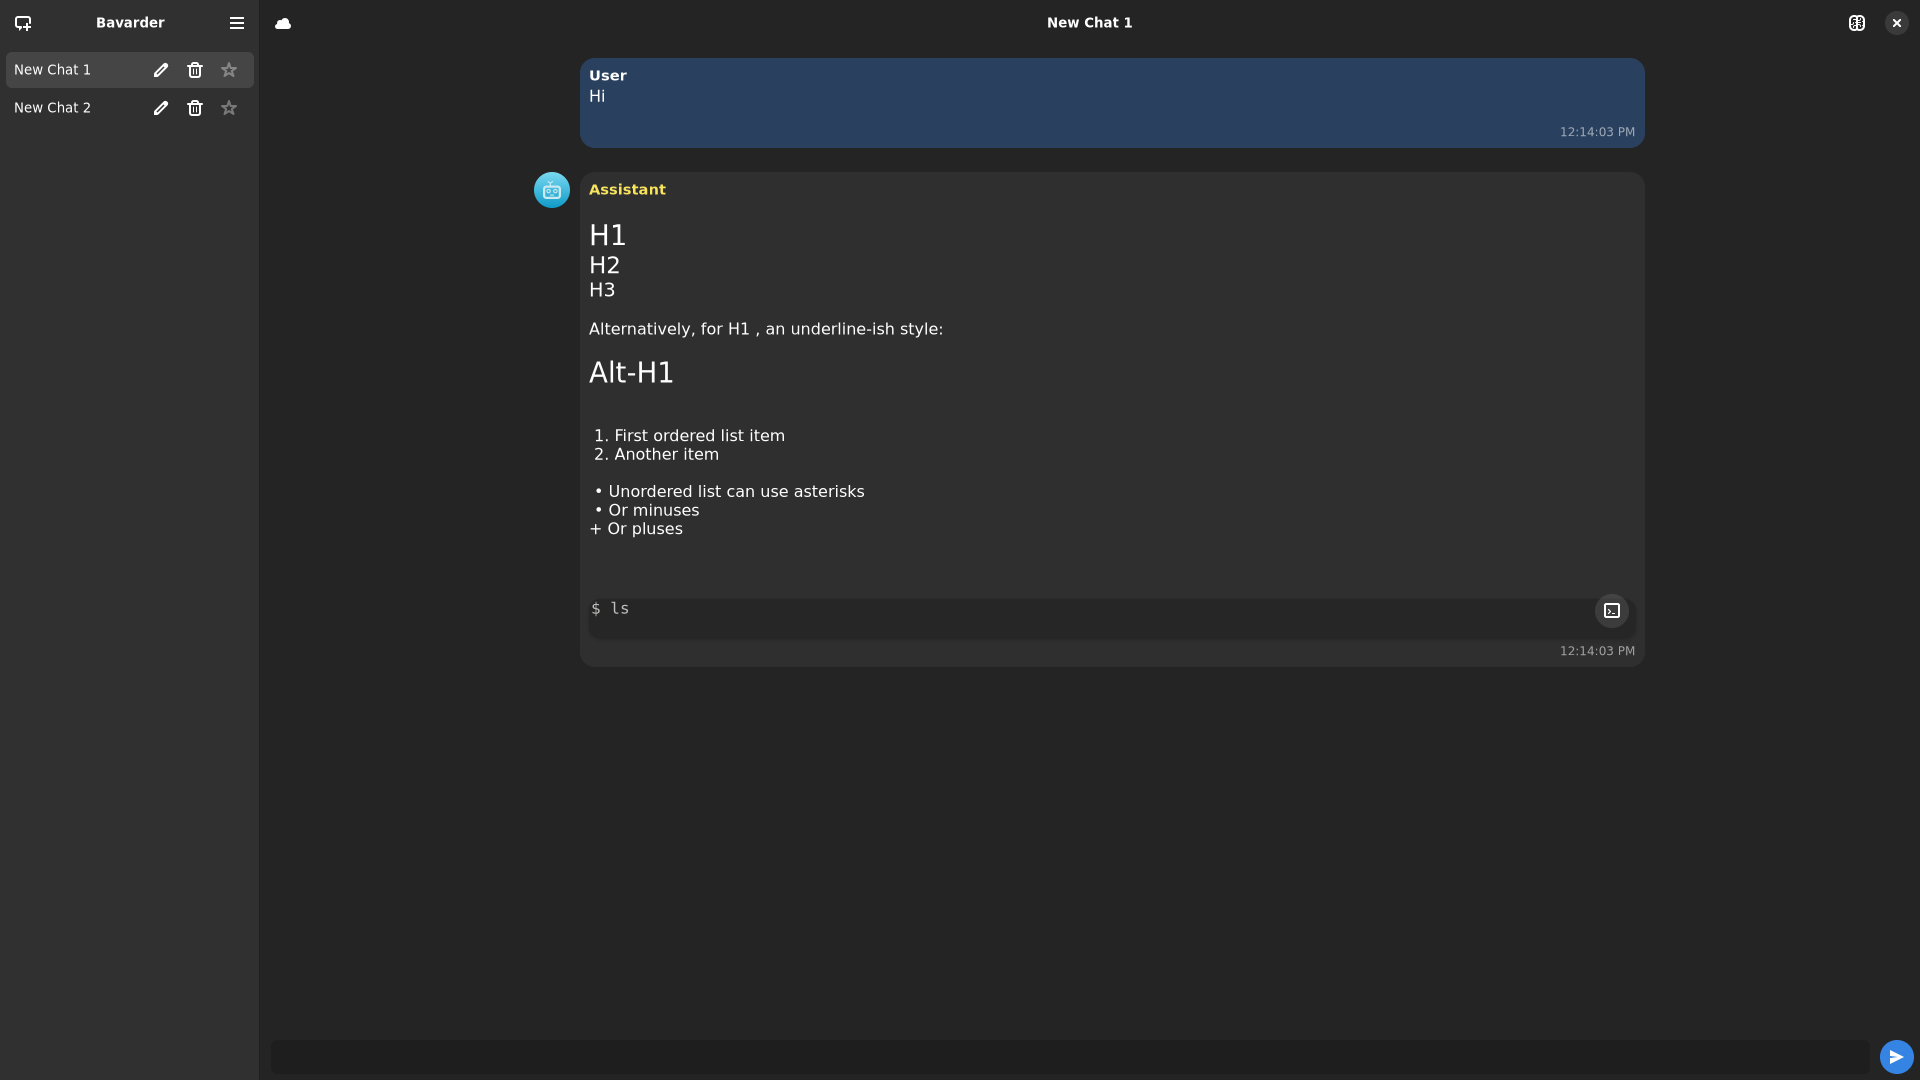 Bavarder
New Chat 1
New Chat 2
New Chat 1
User
Hi
12:14:03 PM
Assistant
H1
H2
H3
Alternatively, for H1 , an underline-ish style:
Alt-H1
1. First ordered list item
2. Another item
• Unordered list can use asterisks
• Or minuses
+ Or pluses
$ ls
12:14:03 PM